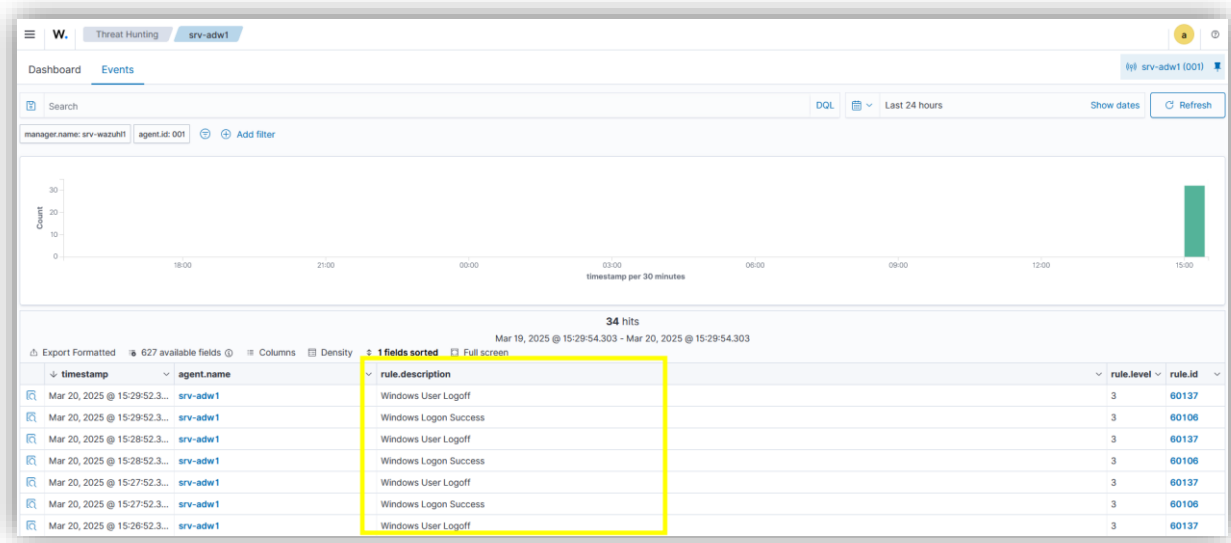 W. Threat Hunting srv-adw1 a
Dashboard Events srv-adw1 (001)
Search DQL Last 24 hours Show dates Refresh
manager.name: srv-wazuhl1 agent.id: 001 Add filter
Count
30
20
10
0
18:00 21:00 00:00 03:00 06:00 09:00 12:00 15:00
timestamp per 30 minutes
34 hits
Mar 19, 2025 @ 15:29:54.303 - Mar 20, 2025 @ 15:29:54.303
Export Formatted 627 available fields Columns Density 1 fields sorted Full screen
timestamp agent.name rule.description rule.level rule.id
Mar 20, 2025 @ 15:29:52.3... srv-adw1 Windows User Logoff 3 60137
Mar 20, 2025 @ 15:29:52.3... srv-adw1 Windows Logon Success 3 60106
Mar 20, 2025 @ 15:28:52.3... srv-adw1 Windows User Logoff 3 60137
Mar 20, 2025 @ 15:28:52.3... srv-adw1 Windows Logon Success 3 60106
Mar 20, 2025 @ 15:27:52.3... srv-adw1 Windows User Logoff 3 60137
Mar 20, 2025 @ 15:27:52.3... srv-adw1 Windows Logon Success 3 60106
Mar 20, 2025 @ 15:26:52.3... srv-adw1 Windows User Logoff 3 60137